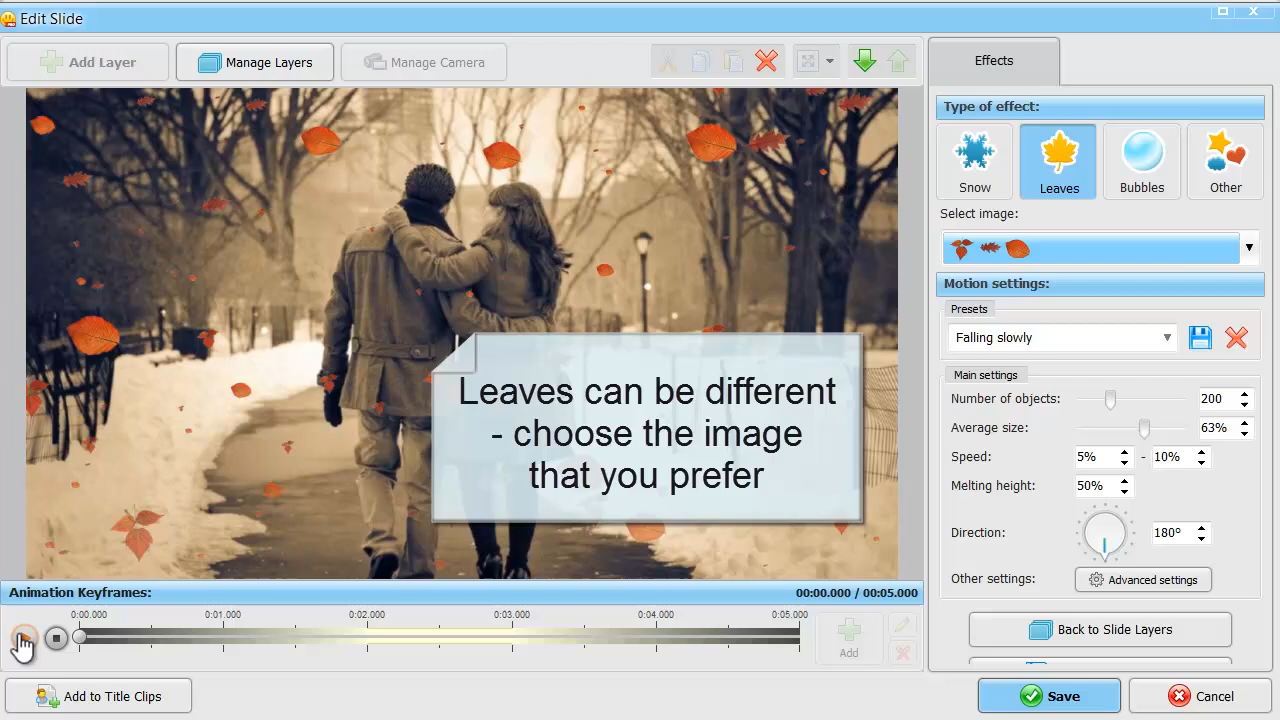 Edit Slide
Add Layer
Manage Layers
Manage Camera
Effects
Type of effect:
Snow
Leaves
Bubbles
Other
Select image:
Motion settings:
Presets
Falling slowly
Main settings
Number of objects: 200
Average size: 63%
Speed: 5% - 10%
Melting height: 50%
Direction: 180°
Other settings: Advanced settings
Back to Slide Layers
Leaves can be different
- choose the image
that you prefer
Animation Keyframes: 00:00.000 / 00:05.000
0:00.000 0:01.000 0:02.000 0:03.000 0:04.000 0:05.000
Add
Add to Title Clips
Save
Cancel